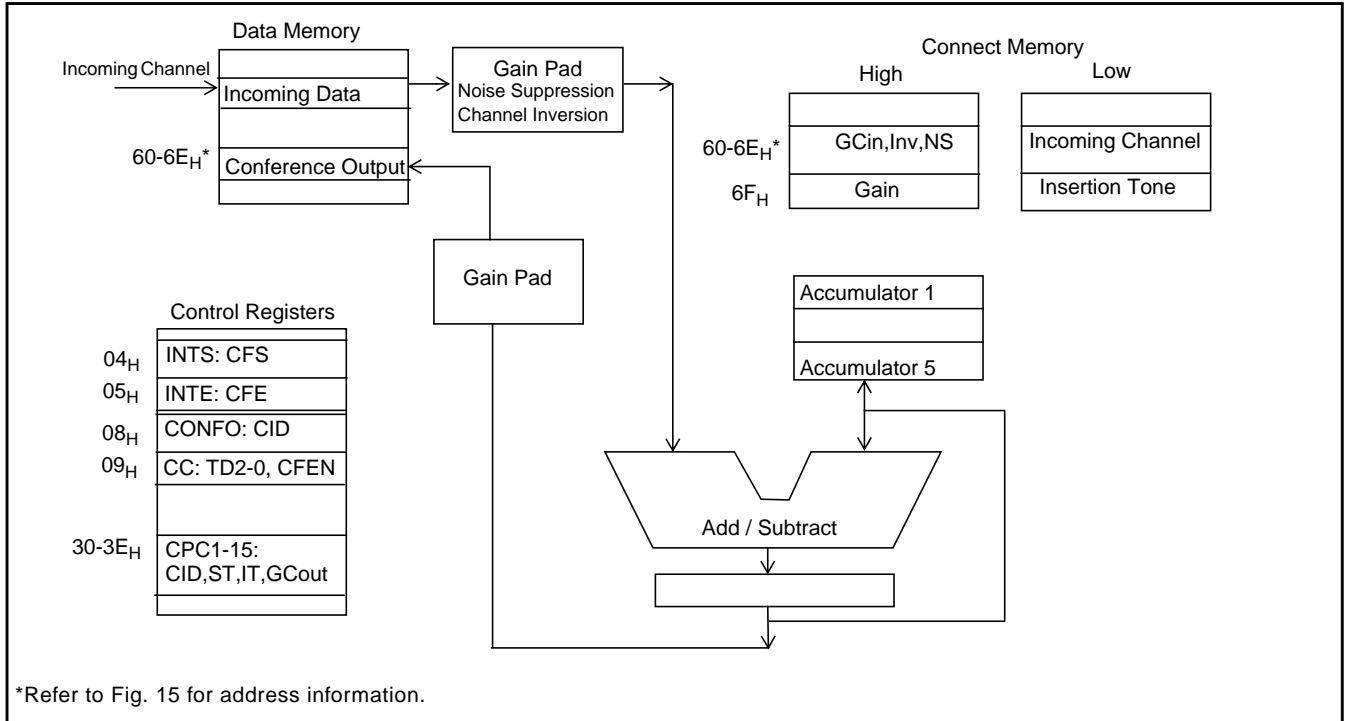 Data Memory
Incoming Channel
Incoming Data
60-6EH*
Conference Output
Gain Pad
Noise Suppression
Channel Inversion
Connect Memory
High
Low
60-6EH*
GCin,Inv,NS
Incoming Channel
6FH
Gain
Insertion Tone
Gain Pad
Accumulator 1
Accumulator 5
Control Registers
04H
INTS: CFS
05H
INTE: CFE
08H
CONFO: CID
09H
CC: TD2-0, CFEN
30-3EH
CPC1-15:
CID,ST,IT,GCout
Add / Subtract
*Refer to Fig. 15 for address information.